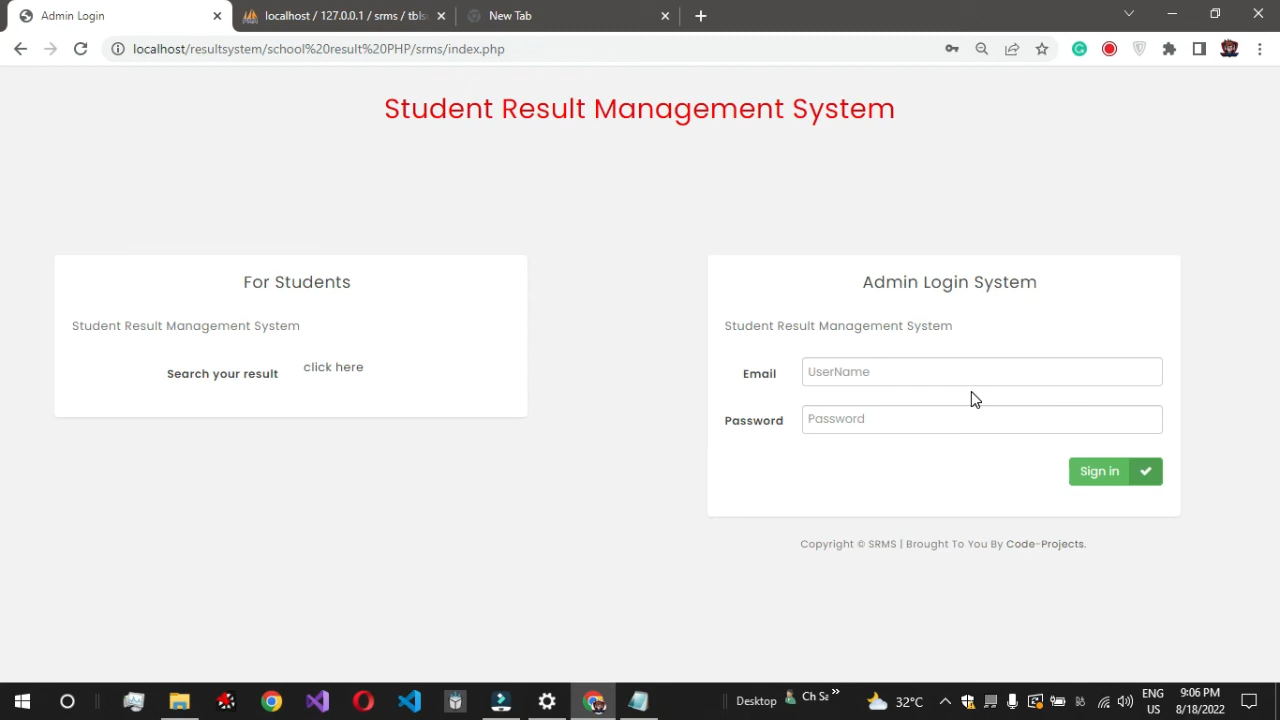 Admin Login
localhost / 127.0.0.1 / srms / tbls
New Tab
localhost/resultsystem/school%20result%20PHP/srms/index.php
Student Result Management System
For Students
Student Result Management System
Search your result
click here
Admin Login System
Student Result Management System
Email
UserName
Password
Password
Sign in
Copyright © SRMS | Brought To You By Code-Projects.
Desktop
Ch Sa
32°C
ENG
US
9:06 PM
8/18/2022